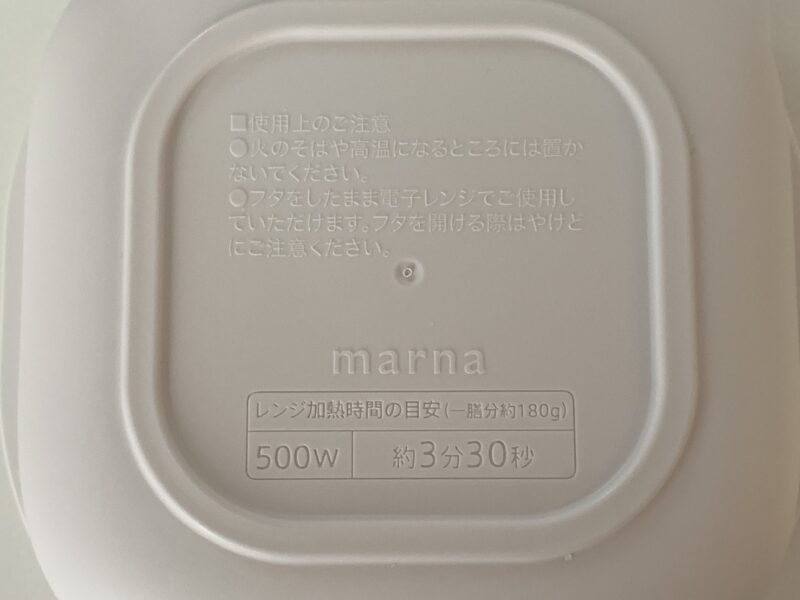 ■使用上のご注意
○火のそばや高温になるところには置か
ないでください。
○フタをしたまま電子レンジでご使用し
ていただけます。フタを開ける際はやけど
にご注意ください。
marna
レンジ加熱時間の目安(一膳分約180g)
500W 約3分30秒